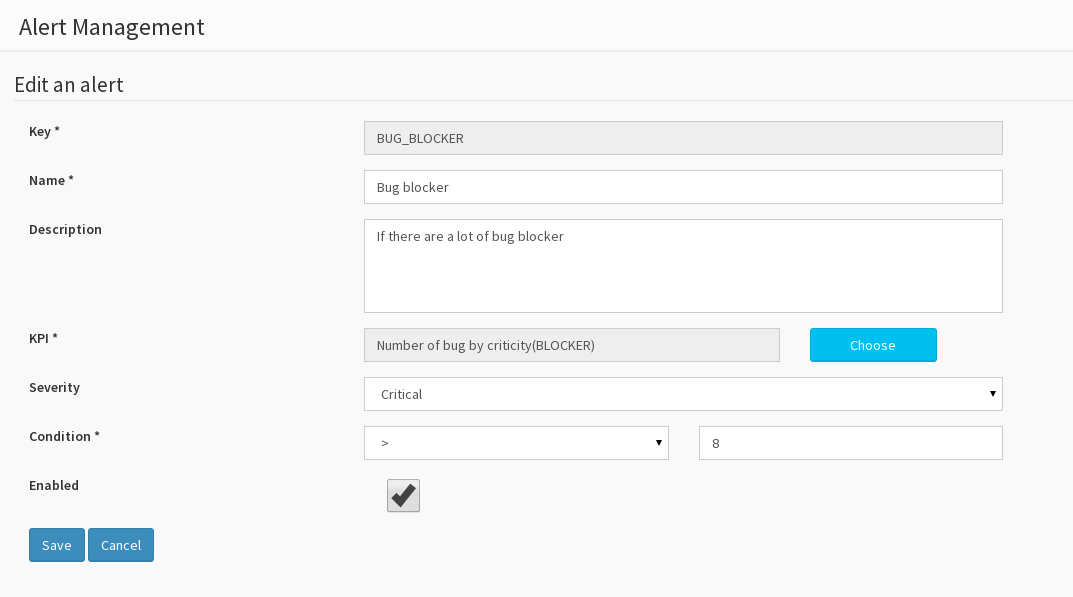 Alert Management
Edit an alert
Key *
BUG_BLOCKER
Name *
Bug blocker
Description
If there are a lot of bug blocker
KPI *
Number of bug by criticity(BLOCKER)
Choose
Severity
Critical
Condition *
>
8
Enabled
Save
Cancel